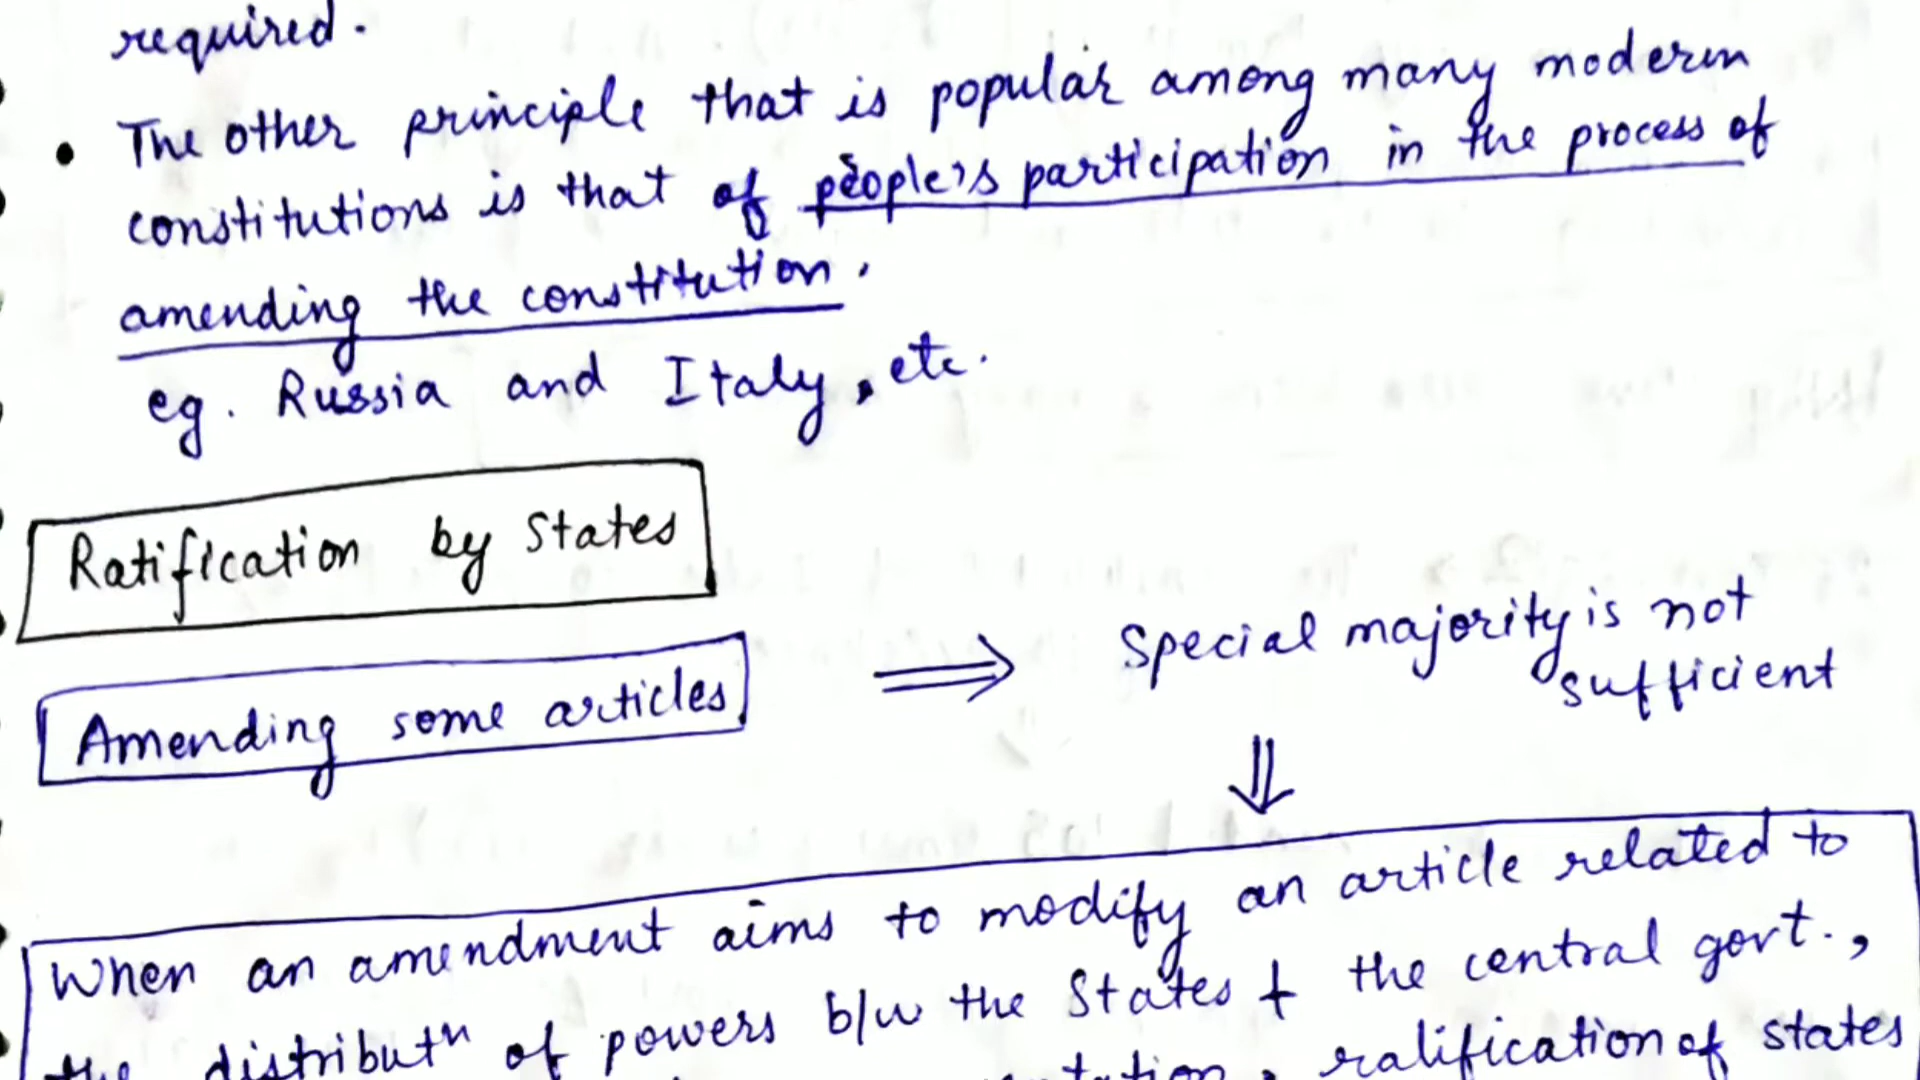 required.
• The other principle that is popular among many modern
constitutions is that of people's participation in the process of
amending the constitution.
eg. Russia and Italy, etc.
Ratification by States
Amending some articles ⇒ Special majority is not
sufficient
⇓
When an amendment aims to modify an article related to
the distributn of powers b/w the States & the central govt.,
ratification of states